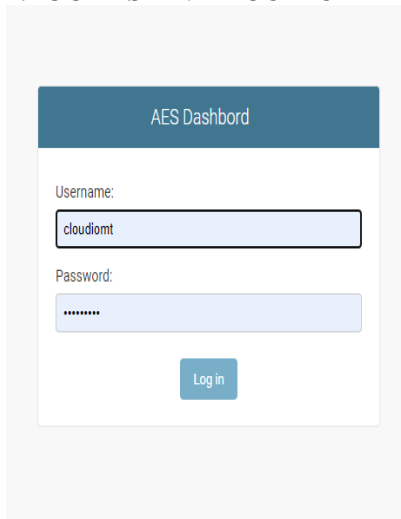 AES Dashbord
Username:
cloudiomt
Password:
•••••••••
Log in